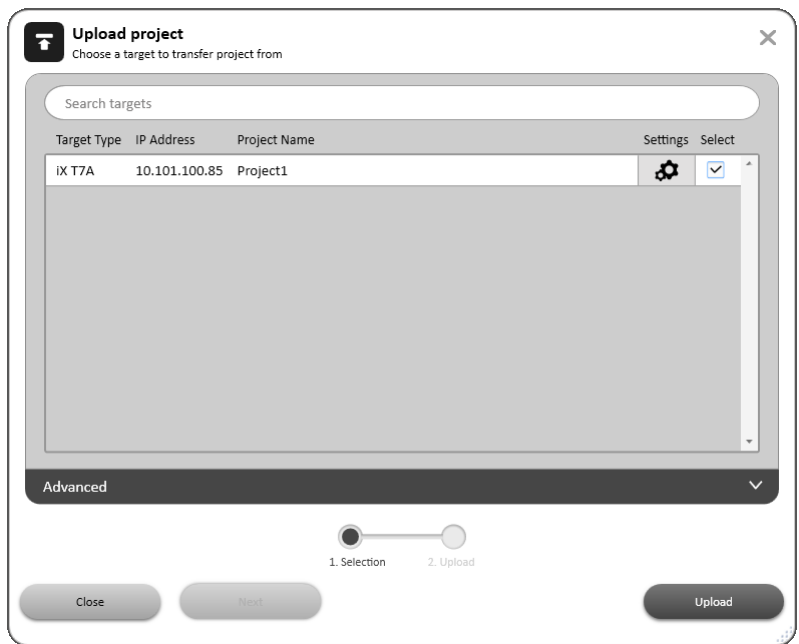 Upload project
Choose a target to transfer project from
Search targets
Target Type IP Address Project Name Settings Select
iX T7A 10.101.100.85 Project1
Advanced
1. Selection 2. Upload
Close Next Upload